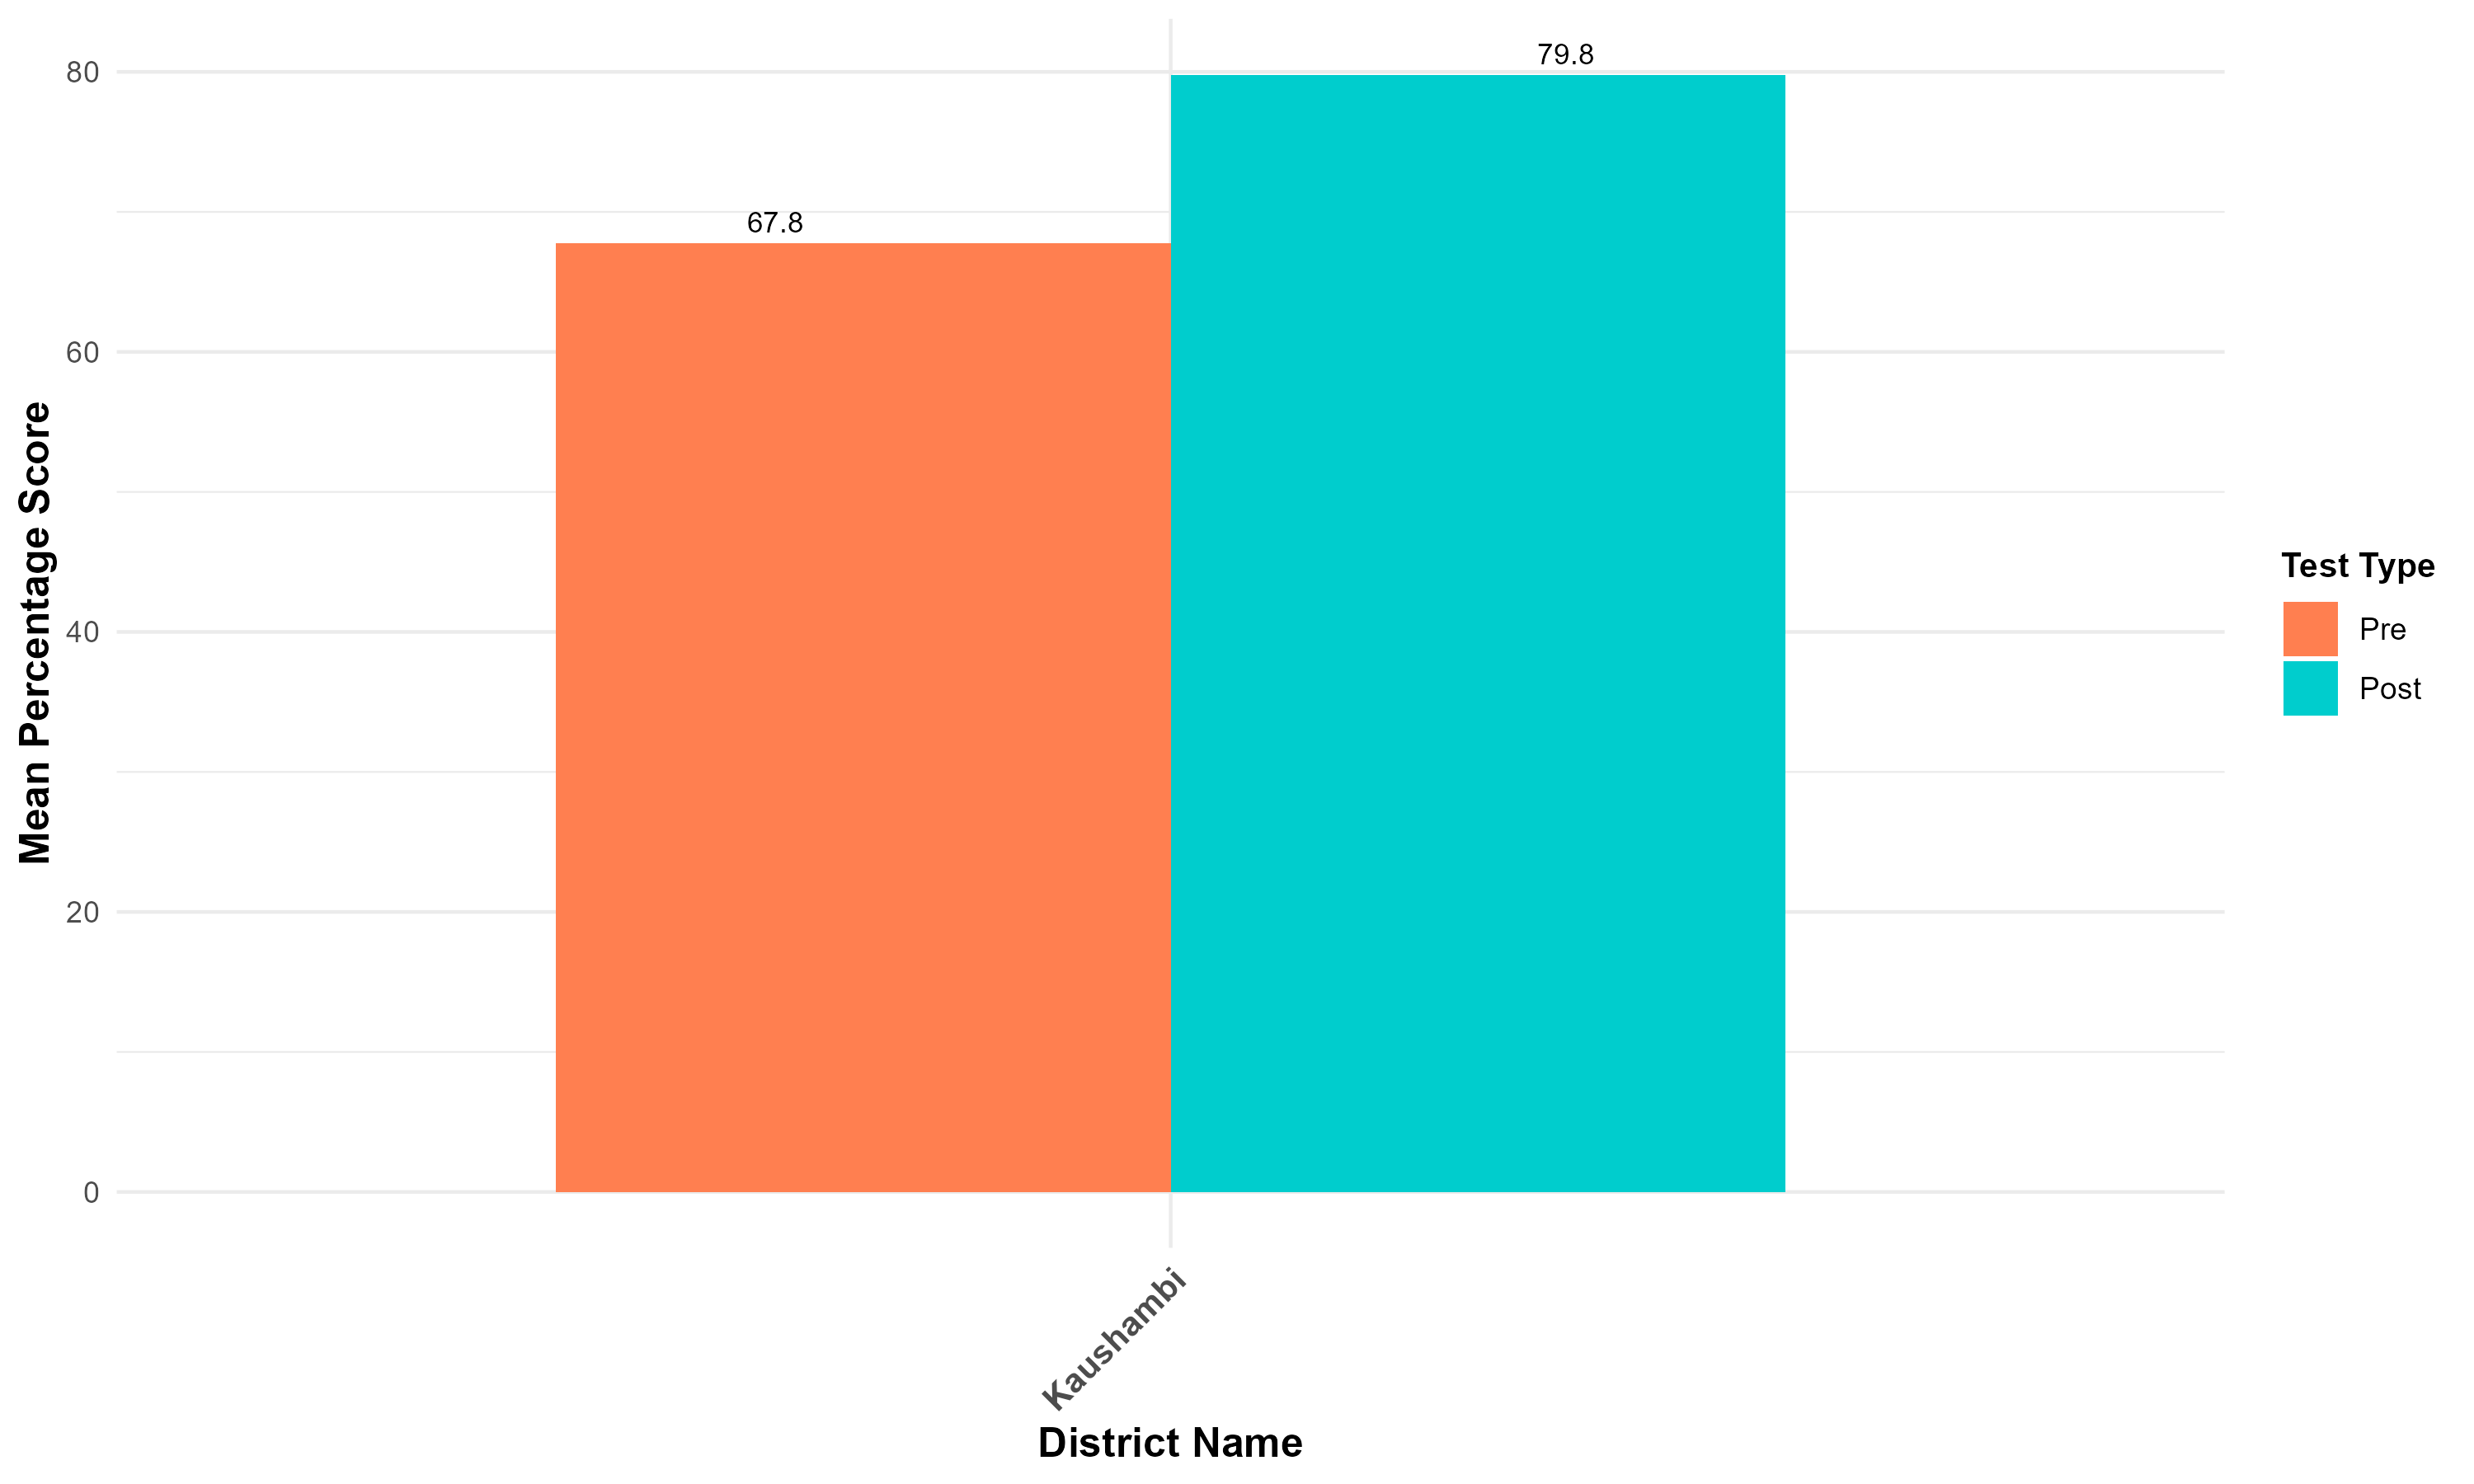 Mean Percentage Score
80
60
40
20
0
67.8
79.8
Kaushambi
District Name
Test Type
Pre
Post